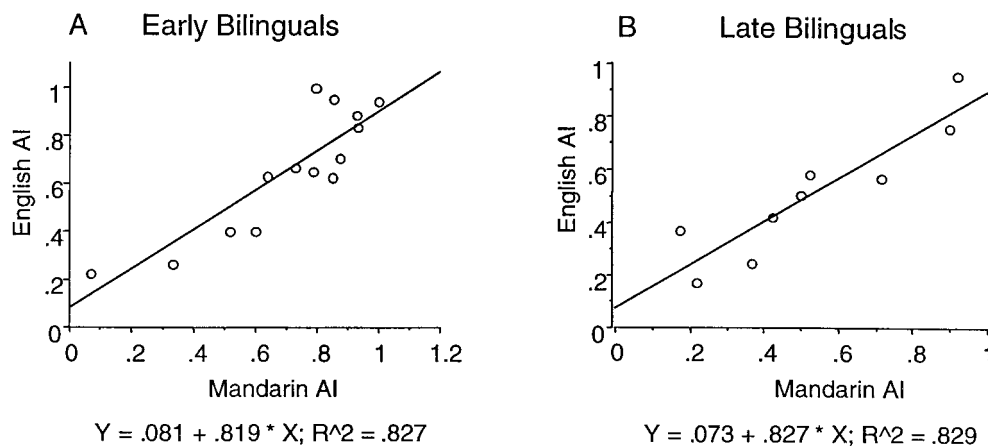 A Early Bilinguals
English AI
1
.8
.6
.4
.2
0
0 .2 .4 .6 .8 1 1.2
Mandarin AI
Y = .081 + .819 * X; R^2 = .827
B Late Bilinguals
English AI
1
.8
.6
.4
.2
0
0 .2 .4 .6 .8 1
Mandarin AI
Y = .073 + .827 * X; R^2 = .829